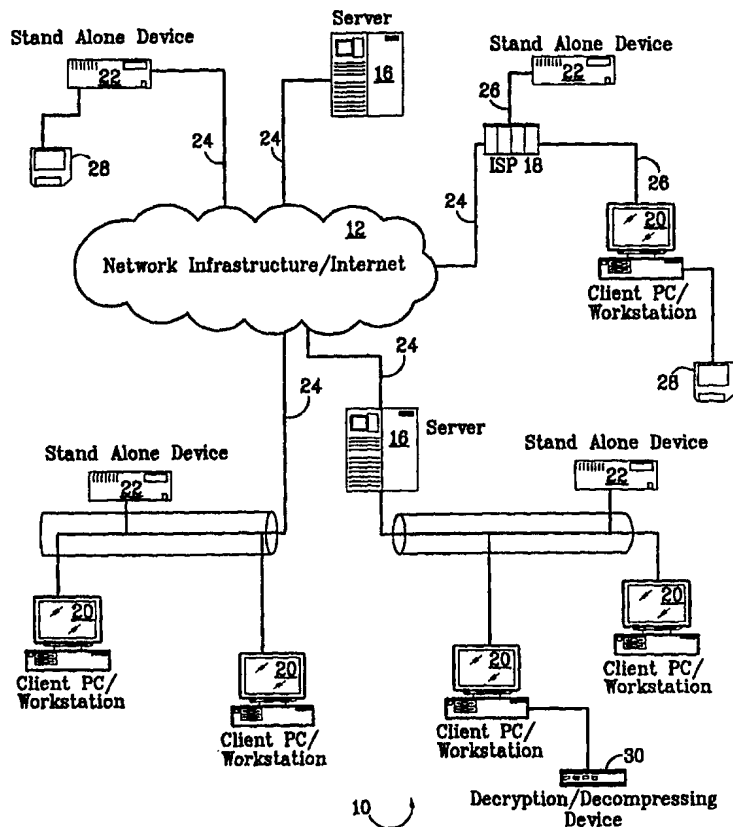 Server
Stand Alone Device
22
16
Stand Alone Device
22
26
24
24
28
ISP 18
24
26
12
Network Infrastructure/Internet
20
Client PC/
Workstation
24
24
28
16
Server
Stand Alone Device
22
Stand Alone Device
22
20
Client PC/
Workstation
20
Client PC/
Workstation
20
Client PC/
Workstation
20
Client PC/
Workstation
30
10
Decryption/Decompressing
Device